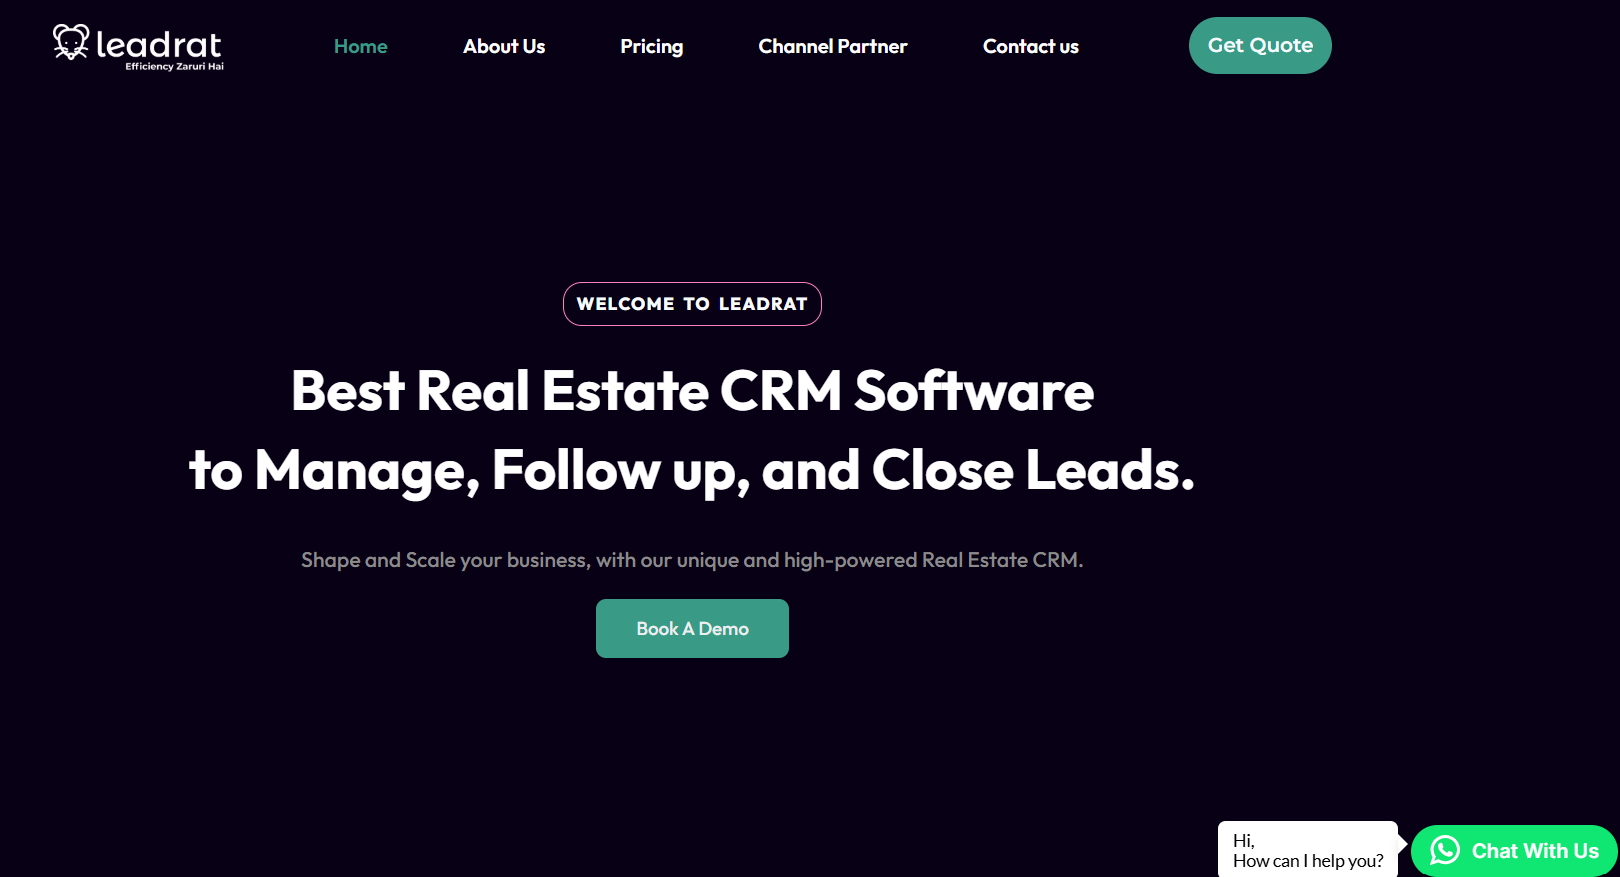 leadrat
Efficiency Zaruri Hai
Home
About Us
Pricing
Channel Partner
Contact us
Get Quote
WELCOME TO LEADRAT
Best Real Estate CRM Software
to Manage, Follow up, and Close Leads.
Shape and Scale your business, with our unique and high-powered Real Estate CRM.
Book A Demo
Hi,
How can I help you?
Chat With Us